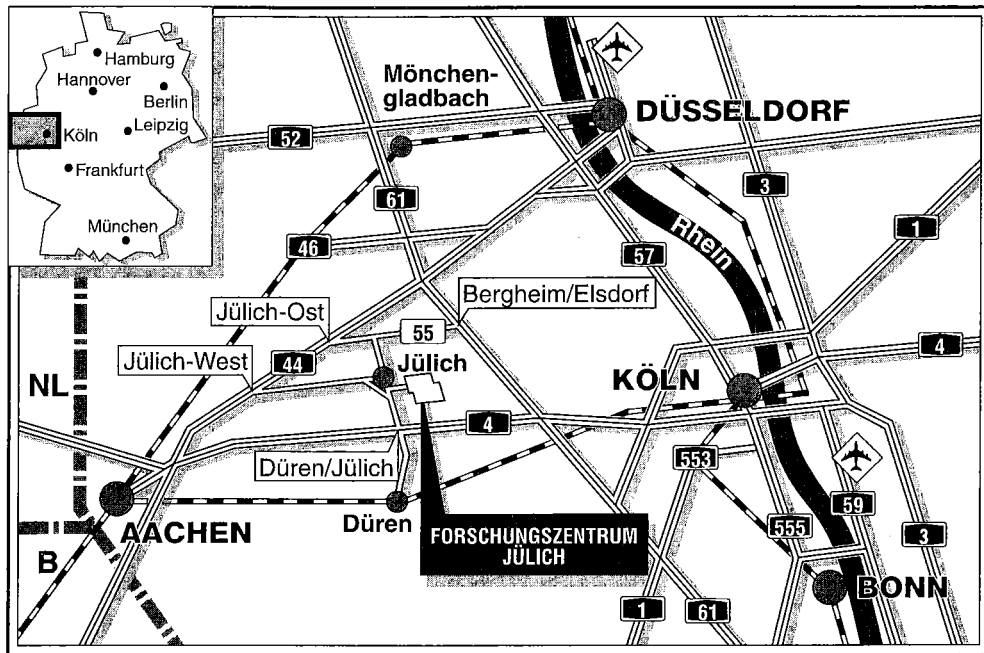 Hamburg
Hannover
Berlin
Köln
Leipzig
Frankfurt
München
Mönchen-
gladbach
DÜSSELDORF
52
61
3
1
46
Rhein
57
Bergheim/Elsdorf
Jülich-Ost
55
4
Jülich-West
44
Jülich
KÖLN
NL
4
553
Düren/Jülich
AACHEN
Düren
FORSCHUNGSZENTRUM
JÜLICH
555
59
3
B
BONN
1
61